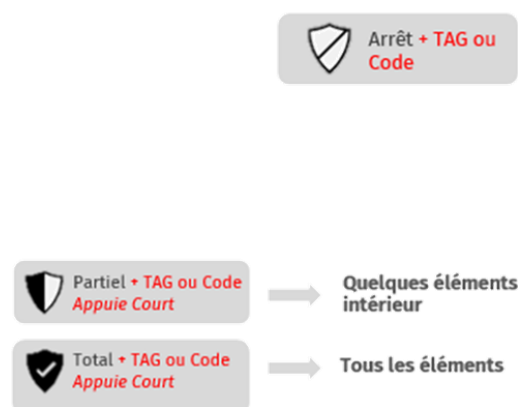 Arrêt + TAG ou
Code
Partiel + TAG ou Code
Appuie Court
Quelques éléments
intérieur
Total + TAG ou Code
Appuie Court
Tous les éléments